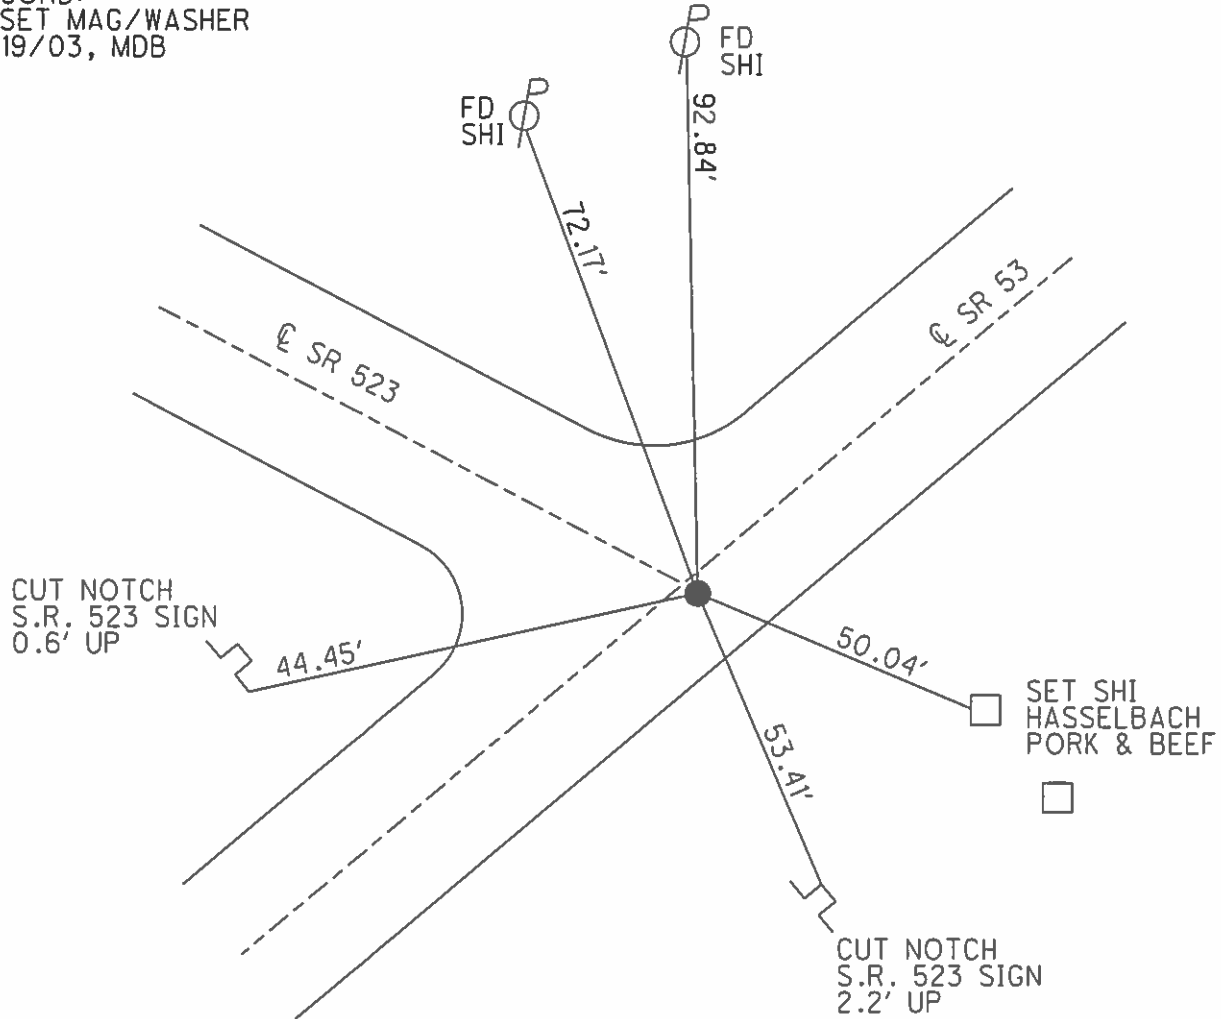 SET MAG/WASHER
19/03, MDB
P
FD
SHI
P
FD
SHI
92.84'
72.17'
℄ SR 523
℄ SR 53
CUT NOTCH
S.R. 523 SIGN
0.6' UP
44.45'
50.04'
SET SHI
HASSELBACH
PORK & BEEF
53.41'
CUT NOTCH
S.R. 523 SIGN
2.2' UP